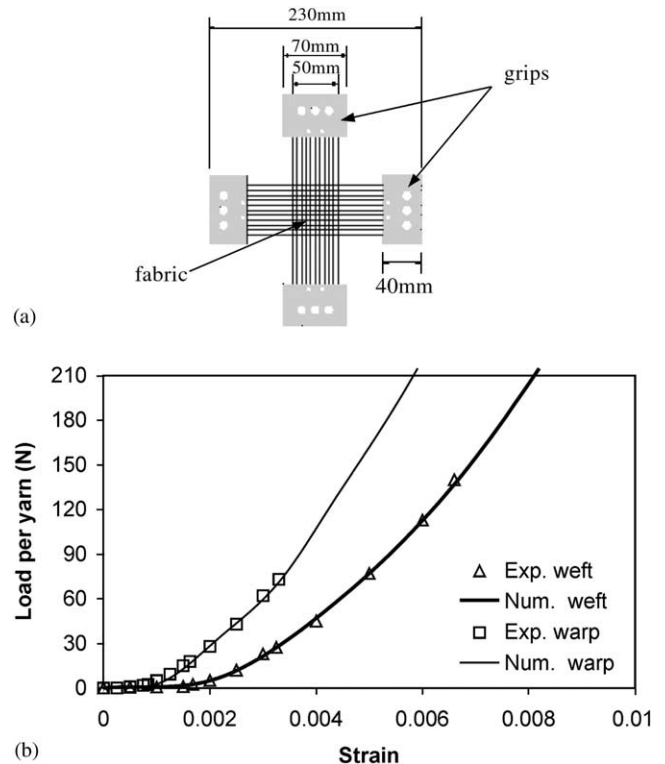 230mm
70mm
50mm
grips
fabric
40mm
(a)
210
180
150
120
90
60
30
0
Load per yarn (N)
Exp. weft
Num. weft
Exp. warp
Num. warp
0
0.002
0.004
0.006
0.008
0.01
Strain
(b)